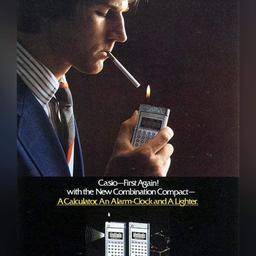 Casio—First Again!
with the New Combination Compact—
A Calculator, An Alarm-Clock and A Lighter.